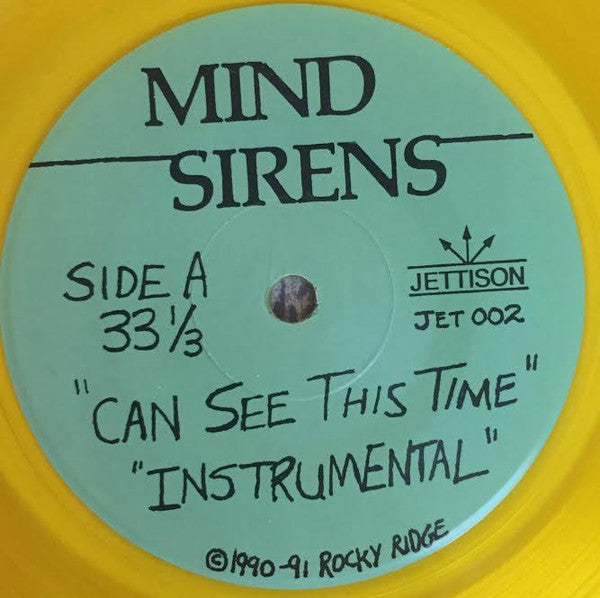 MIND
SIRENS
SIDE A
33 1/3
JETTISON
JET 002
"CAN SEE THIS TIME"
"INSTRUMENTAL"
©1990-91 ROCKY RIDGE